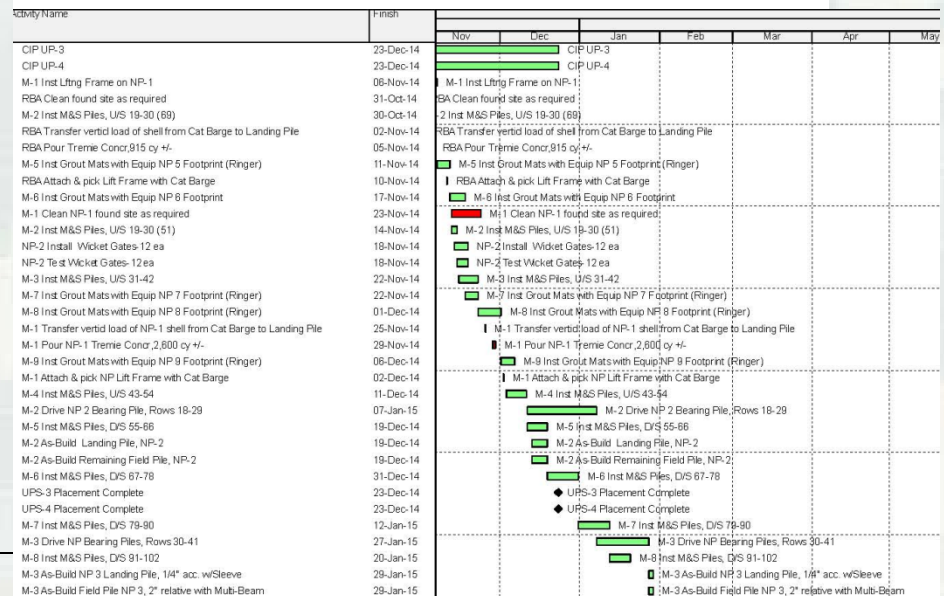 Activity Name Finish
Nov Dec Jan Feb Mar Apr May
CIP UP-3 23-Dec-14 CIP UP-3
CIP UP-4 23-Dec-14 CIP UP-4
M-1 Inst Lftng Frame on NP-1 06-Nov-14 M-1 Inst Lftng Frame on NP-1
RBA Clean found site as required 31-Oct-14 BA Clean found site as required
M-2 Inst M&S Piles, U/S 19-30 (69) 30-Oct-14 -2 Inst M&S Piles, U/S 19-30 (69)
RBA Transfer vertid load of shell from Cat Barge to Landing Pile 02-Nov-14 RBA Transfer vertid load of shell from Cat Barge to Landing Pile
RBA Pour Tremie Concr,915 cy +/- 05-Nov-14 RBA Pour Tremie Concr,915 cy +/-
M-5 Inst Grout Mats with Equip NP 5 Footprint (Ringer) 11-Nov-14 M-5 Inst Grout Mats with Equip NP 5 Footprint (Ringer)
RBA Attach & pick Lift Frame with Cat Barge 10-Nov-14 RBA Attach & pick Lift Frame with Cat Barge
M-6 Inst Grout Mats with Equip NP 6 Footprint 17-Nov-14 M-6 Inst Grout Mats with Equip NP 6 Footprint
M-1 Clean NP-1 found site as required 23-Nov-14 M-1 Clean NP-1 found site as required
M-2 Inst M&S Piles, U/S 19-30 (51) 14-Nov-14 M-2 Inst M&S Piles, U/S 19-30 (51)
NP-2 Install Wicket Gates-12 ea 18-Nov-14 NP-2 Install Wicket Gates-12 ea
NP-2 Test Wicket Gates-12 ea 18-Nov-14 NP-2 Test Wicket Gates-12 ea
M-3 Inst M&S Piles, U/S 31-42 22-Nov-14 M-3 Inst M&S Piles, U/S 31-42
M-7 Inst Grout Mats with Equip NP 7 Footprint (Ringer) 22-Nov-14 M-7 Inst Grout Mats with Equip NP 7 Footprint (Ringer)
M-8 Inst Grout Mats with Equip NP 8 Footprint (Ringer) 01-Dec-14 M-8 Inst Grout Mats with Equip NP 8 Footprint (Ringer)
M-1 Transfer vertid load of NP-1 shell from Cat Barge to Landing Pile 25-Nov-14 M-1 Transfer vertid load of NP-1 shell from Cat Barge to Landing Pile
M-1 Pour NP-1 Tremie Concr,2,600 cy +/- 29-Nov-14 M-1 Pour NP-1 Tremie Concr,2,600 cy +/-
M-9 Inst Grout Mats with Equip NP 9 Footprint (Ringer) 06-Dec-14 M-9 Inst Grout Mats with Equip NP 9 Footprint (Ringer)
M-1 Attach & pick NP Lift Frame with Cat Barge 02-Dec-14 M-1 Attach & pick NP Lift Frame with Cat Barge
M-4 Inst M&S Piles, U/S 43-54 11-Dec-14 M-4 Inst M&S Piles, U/S 43-54
M-2 Drive NP 2 Bearing Pile, Rows 18-29 07-Jan-15 M-2 Drive NP 2 Bearing Pile, Rows 18-29
M-5 Inst M&S Piles, D/S 55-66 19-Dec-14 M-5 Inst M&S Piles, D/S 55-66
M-2 As-Build Landing Pile, NP-2 19-Dec-14 M-2 As-Build Landing Pile, NP-2
M-2 As-Build Remaining Field Pile, NP-2 19-Dec-14 M-2 As-Build Remaining Field Pile, NP-2
M-6 Inst M&S Piles, D/S 67-78 31-Dec-14 M-6 Inst M&S Piles, D/S 67-78
UPS-3 Placement Complete 23-Dec-14 UPS-3 Placement Complete
UPS-4 Placement Complete 23-Dec-14 UPS-4 Placement Complete
M-7 Inst M&S Piles, D/S 79-90 12-Jan-15 M-7 Inst M&S Piles, D/S 79-90
M-3 Drive NP Bearing Piles, Rows 30-41 27-Jan-15 M-3 Drive NP Bearing Piles, Rows 30-41
M-8 Inst M&S Piles, D/S 91-102 20-Jan-15 M-8 Inst M&S Piles, D/S 91-102
M-3 As-Build NP 3 Landing Pile, 1/4" acc. w/Sleeve 29-Jan-15 M-3 As-Build NP 3 Landing Pile, 1/4" acc. w/Sleeve
M-3 As-Build Field Pile NP 3, 2" relative with Multi-Beam 29-Jan-15 M-3 As-Build Field Pile NP 3, 2" relative with Multi-Beam